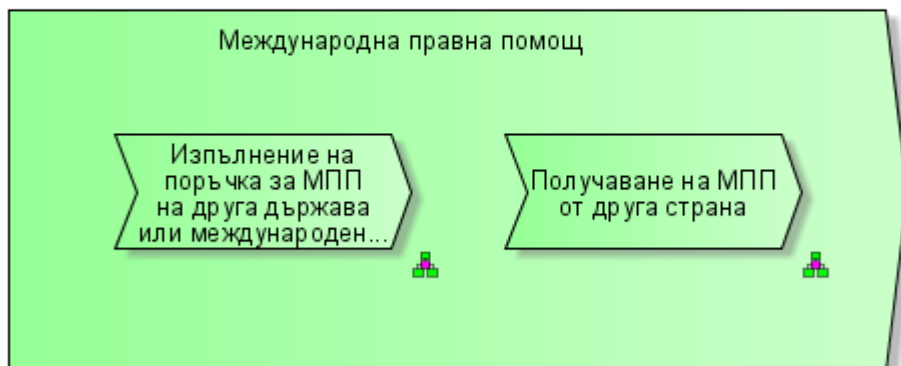 Международна правна помощ
Изпълнение на
поръчка за МПП
на друга държава
или международен...
Получаване на МПП
от друга страна